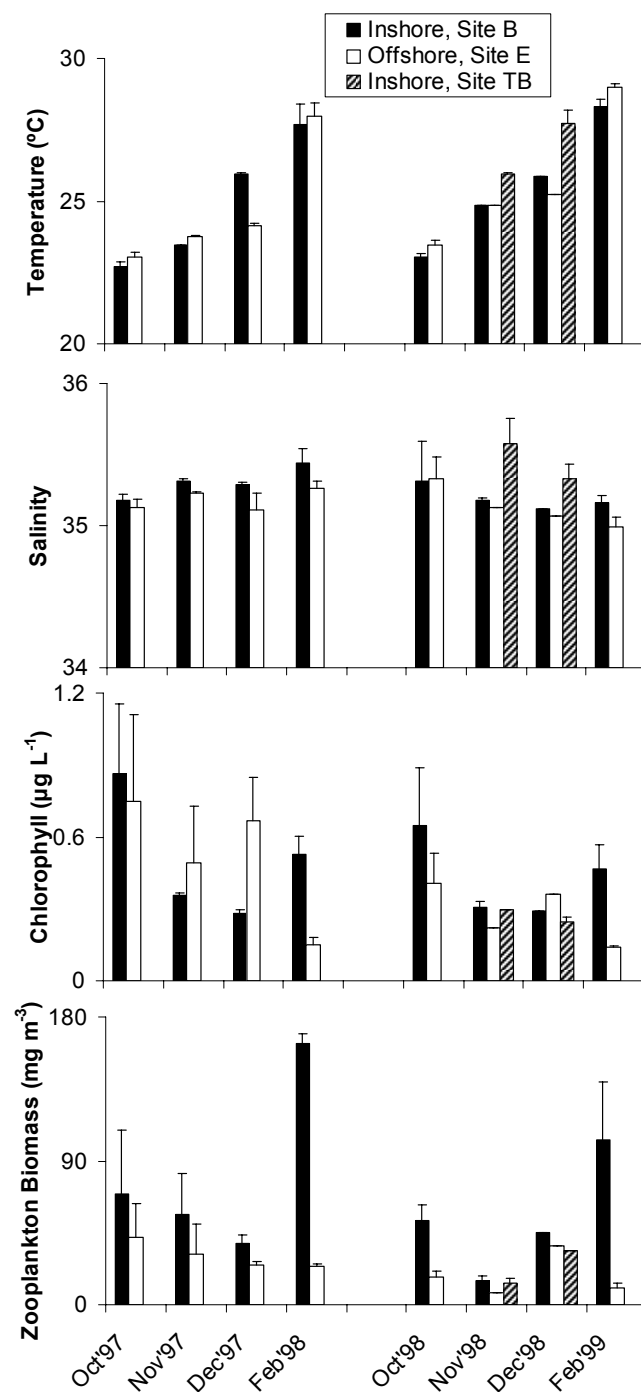 Inshore, Site B
Offshore, Site E
Inshore, Site TB
30
25
20
Temperature (ºC)
36
35
34
Salinity
1.2
0.6
0
Chlorophyll (µg L-1)
180
90
0
Zooplankton Biomass (mg m-3)
Oct'97
Nov'97
Dec'97
Feb'98
Oct'98
Nov'98
Dec'98
Feb'99